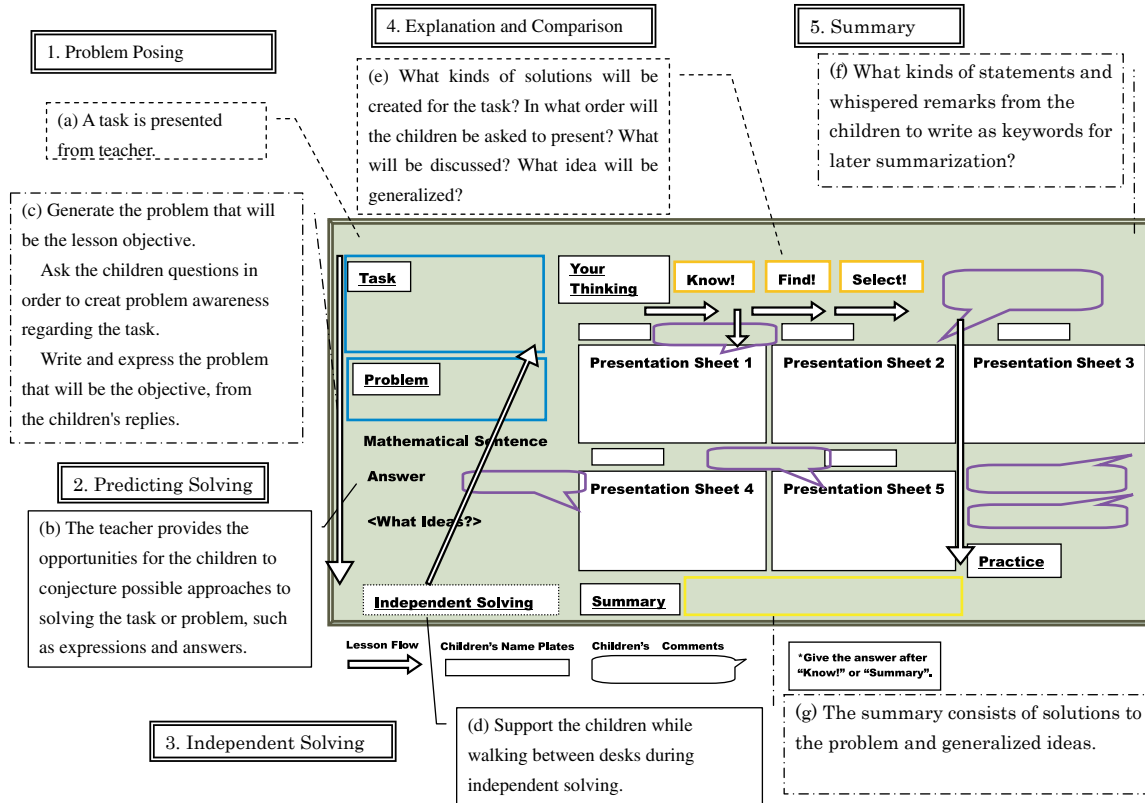 1. Problem Posing
4. Explanation and Comparison
5. Summary
(a) A task is presented
from teacher.
(e) What kinds of solutions will be
created for the task? In what order will
the children be asked to present? What
will be discussed? What idea will be
generalized?
(f) What kinds of statements and
whispered remarks from the
children to write as keywords for
later summarization?
(c) Generate the problem that will
be the lesson objective.
Ask the children questions in
order to creat problem awareness
regarding the task.
Write and express the problem
that will be the objective, from
the children's replies.
2. Predicting Solving
(b) The teacher provides the
opportunities for the children to
conjecture possible approaches to
solving the task or problem, such
as expressions and answers.
Task
Problem
Mathematical Sentence
Answer
<What Ideas?>
Independent Solving
Your
Thinking
Know!
Find!
Select!
Presentation Sheet 1
Presentation Sheet 2
Presentation Sheet 3
Presentation Sheet 4
Presentation Sheet 5
Practice
Summary
Lesson Flow
Children's Name Plates
Children's Comments
*Give the answer after
"Know!" or "Summary".
3. Independent Solving
(d) Support the children while
walking between desks during
independent solving.
(g) The summary consists of solutions to
the problem and generalized ideas.